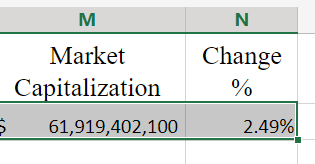 M N
Market Change
Capitalization %
$ 61,919,402,100 2.49%